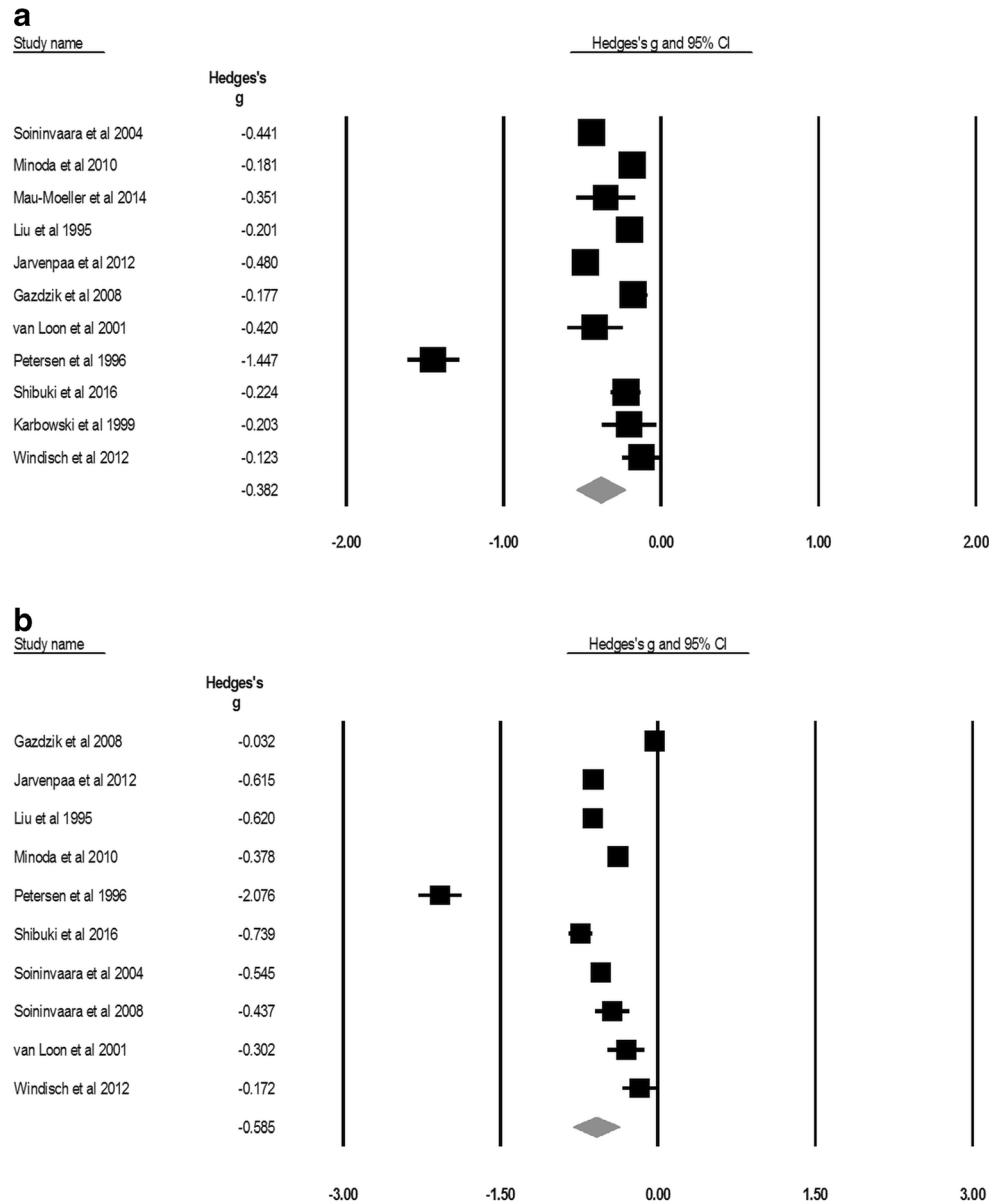 a
Study name Hedges's g and 95% CI
Hedges's
g
Soininvaara et al 2004 -0.441
Minoda et al 2010 -0.181
Mau-Moeller et al 2014 -0.351
Liu et al 1995 -0.201
Jarvenpaa et al 2012 -0.480
Gazdzik et al 2008 -0.177
van Loon et al 2001 -0.420
Petersen et al 1996 -1.447
Shibuki et al 2016 -0.224
Karbowski et al 1999 -0.203
Windisch et al 2012 -0.123
-0.382
-2.00 -1.00 0.00 1.00 2.00
b
Study name Hedges's g and 95% CI
Hedges's
g
Gazdzik et al 2008 -0.032
Jarvenpaa et al 2012 -0.615
Liu et al 1995 -0.620
Minoda et al 2010 -0.378
Petersen et al 1996 -2.076
Shibuki et al 2016 -0.739
Soininvaara et al 2004 -0.545
Soininvaara et al 2008 -0.437
van Loon et al 2001 -0.302
Windisch et al 2012 -0.172
-0.585
-3.00 -1.50 0.00 1.50 3.00